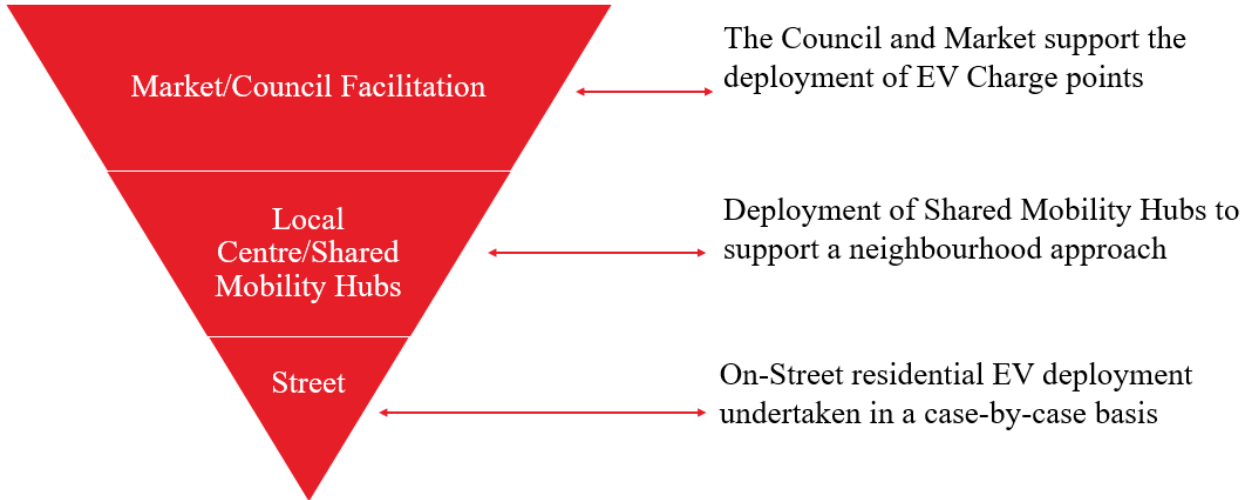 Market/Council Facilitation
The Council and Market support the
deployment of EV Charge points
Local
Centre/Shared
Mobility Hubs
Deployment of Shared Mobility Hubs to
support a neighbourhood approach
Street
On-Street residential EV deployment
undertaken in a case-by-case basis